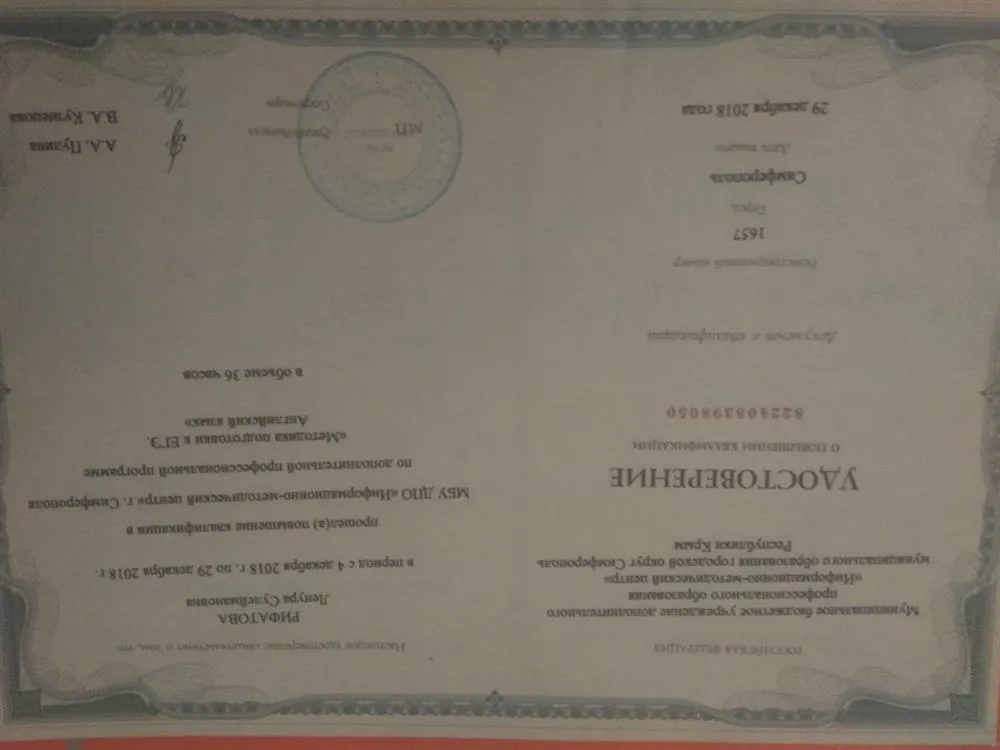 РОССИЙСКАЯ ФЕДЕРАЦИЯ
Муниципальное бюджетное учреждение дополнительного
профессионального образования
«Информационно-методический центр»
муниципального образования городской округ Симферополь
Республики Крым
УДОСТОВЕРЕНИЕ
О ПОВЫШЕНИИ КВАЛИФИКАЦИИ
822408398050
Документ о квалификации
Регистрационный номер
1657
Город
Симферополь
Дата выдачи
29 декабря 2018 года
Настоящее удостоверение свидетельствует о том, что
РИФАТОВА
Ленура Сулеймановна
в период с 4 декабря 2018 г. по 29 декабря 2018 г.
прошел(а) повышение квалификации в
МБУ ДПО «Информационно-методический центр» г. Симферополя
по дополнительной профессиональной программе
«Методика подготовки к ЕГЭ.
Английский язык»
в объеме 36 часов
М.П.
Руководитель
А.А. Пулина
Секретарь
В.А. Кузнецова